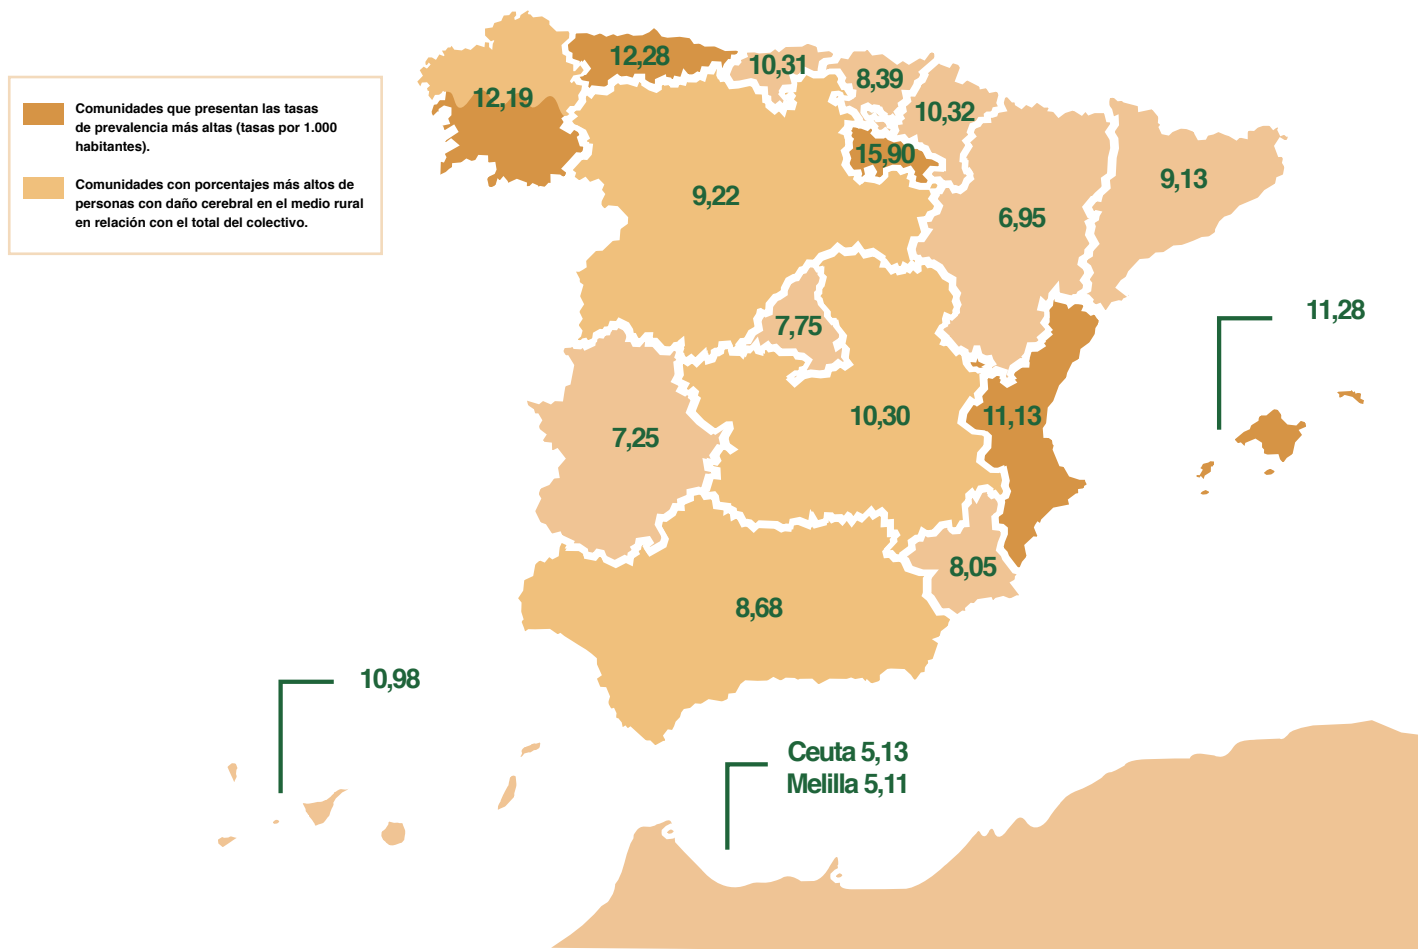 Comunidades que presentan las tasas
de prevalencia más altas (tasas por 1.000
habitantes).
Comunidades con porcentajes más altos de
personas con daño cerebral en el medio rural
en relación con el total del colectivo.
12,28
10,31
8,39
12,19
10,32
15,90
9,13
9,22
6,95
11,28
7,75
10,30
11,13
7,25
8,05
8,68
10,98
Ceuta 5,13
Melilla 5,11